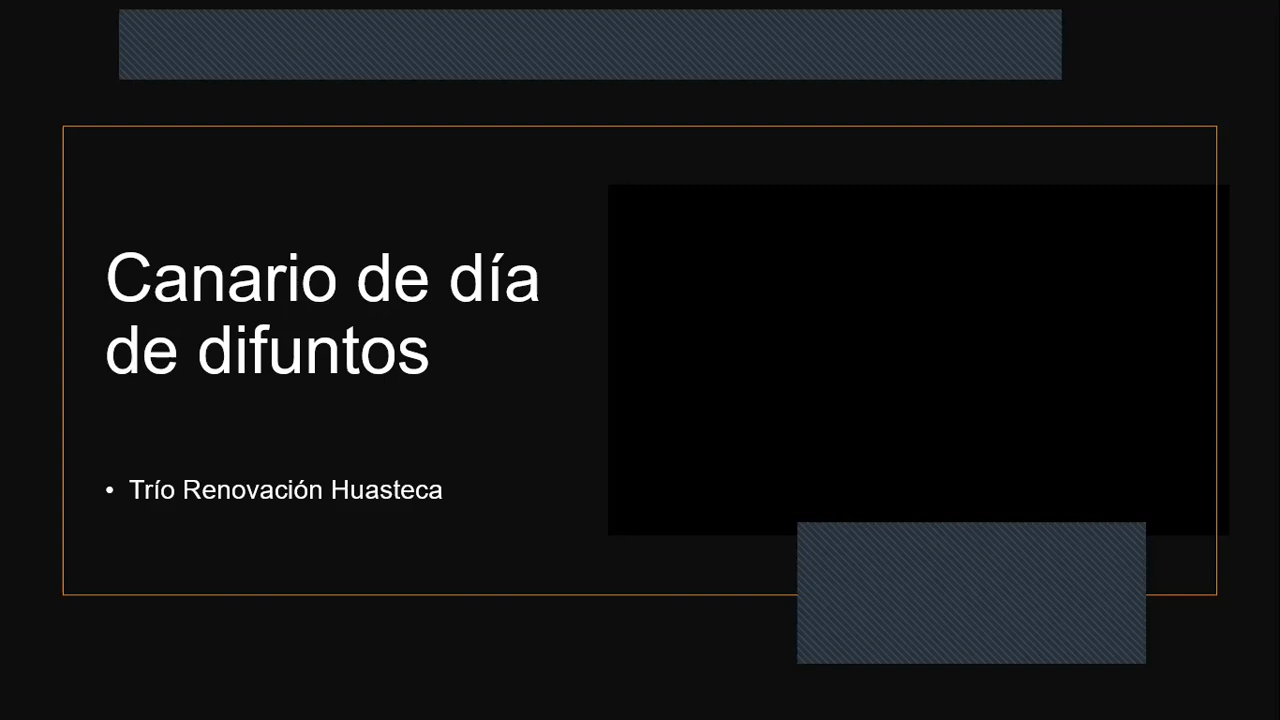 Canario de día
de difuntos
• Trío Renovación Huasteca